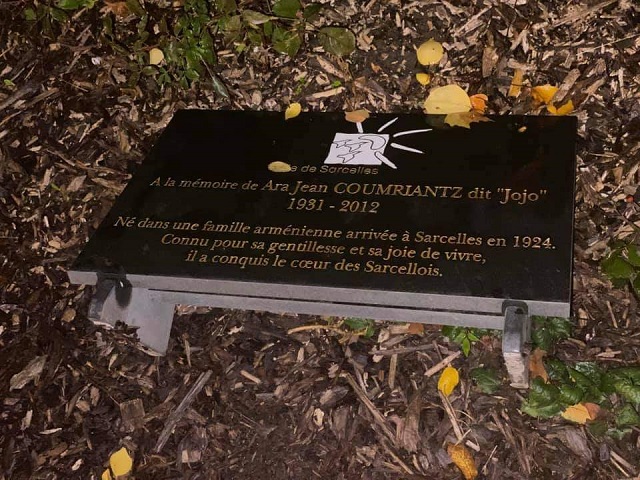 de Sarcelles
A la mémoire de Ara Jean COUMRIANTZ dit "Jojo"
1931 - 2012
Né dans une famille arménienne arrivée à Sarcelles en 1924.
Connu pour sa gentillesse et sa joie de vivre,
il a conquis le cœur des Sarcellois.